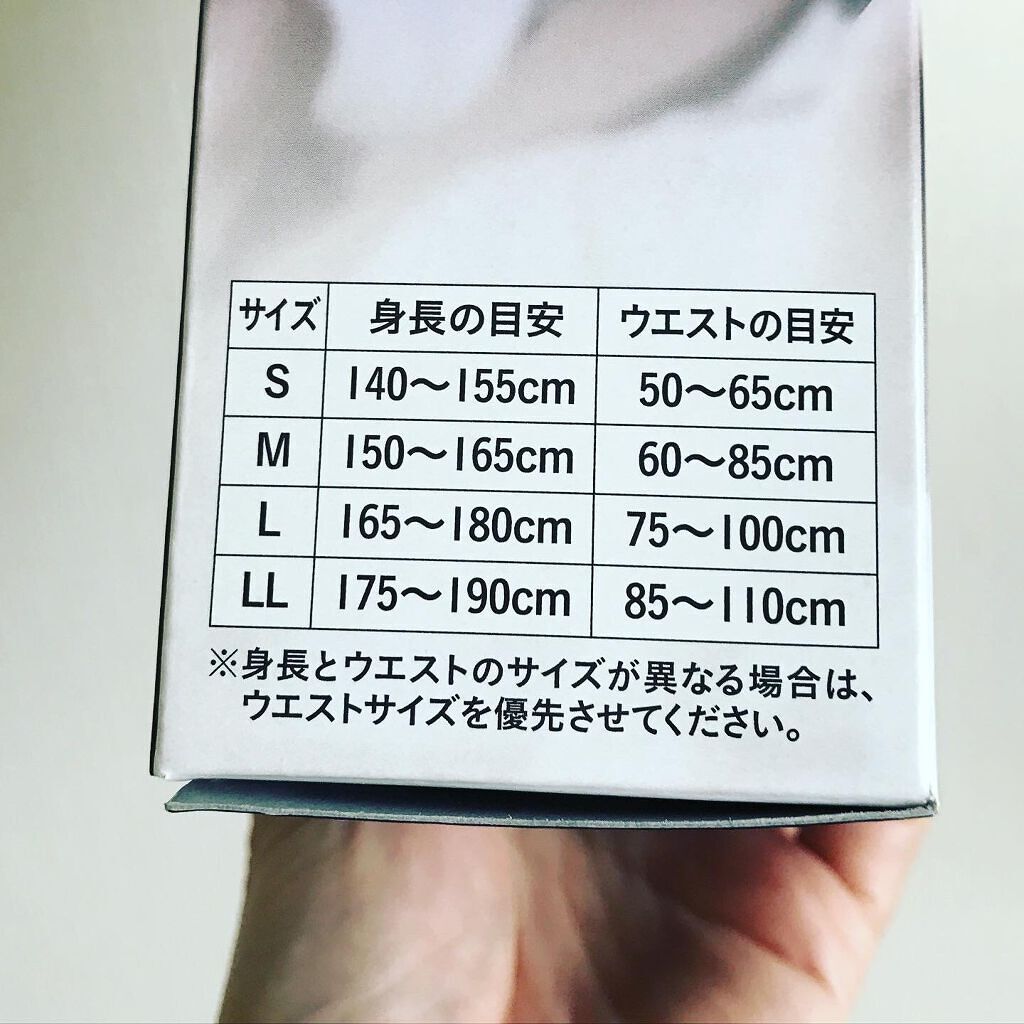 サイズ 身長の目安 ウエストの目安
S 140〜155cm 50〜65cm
M 150〜165cm 60〜85cm
L 165〜180cm 75〜100cm
LL 175〜190cm 85〜110cm
※身長とウエストのサイズが異なる場合は、
ウエストサイズを優先させてください。